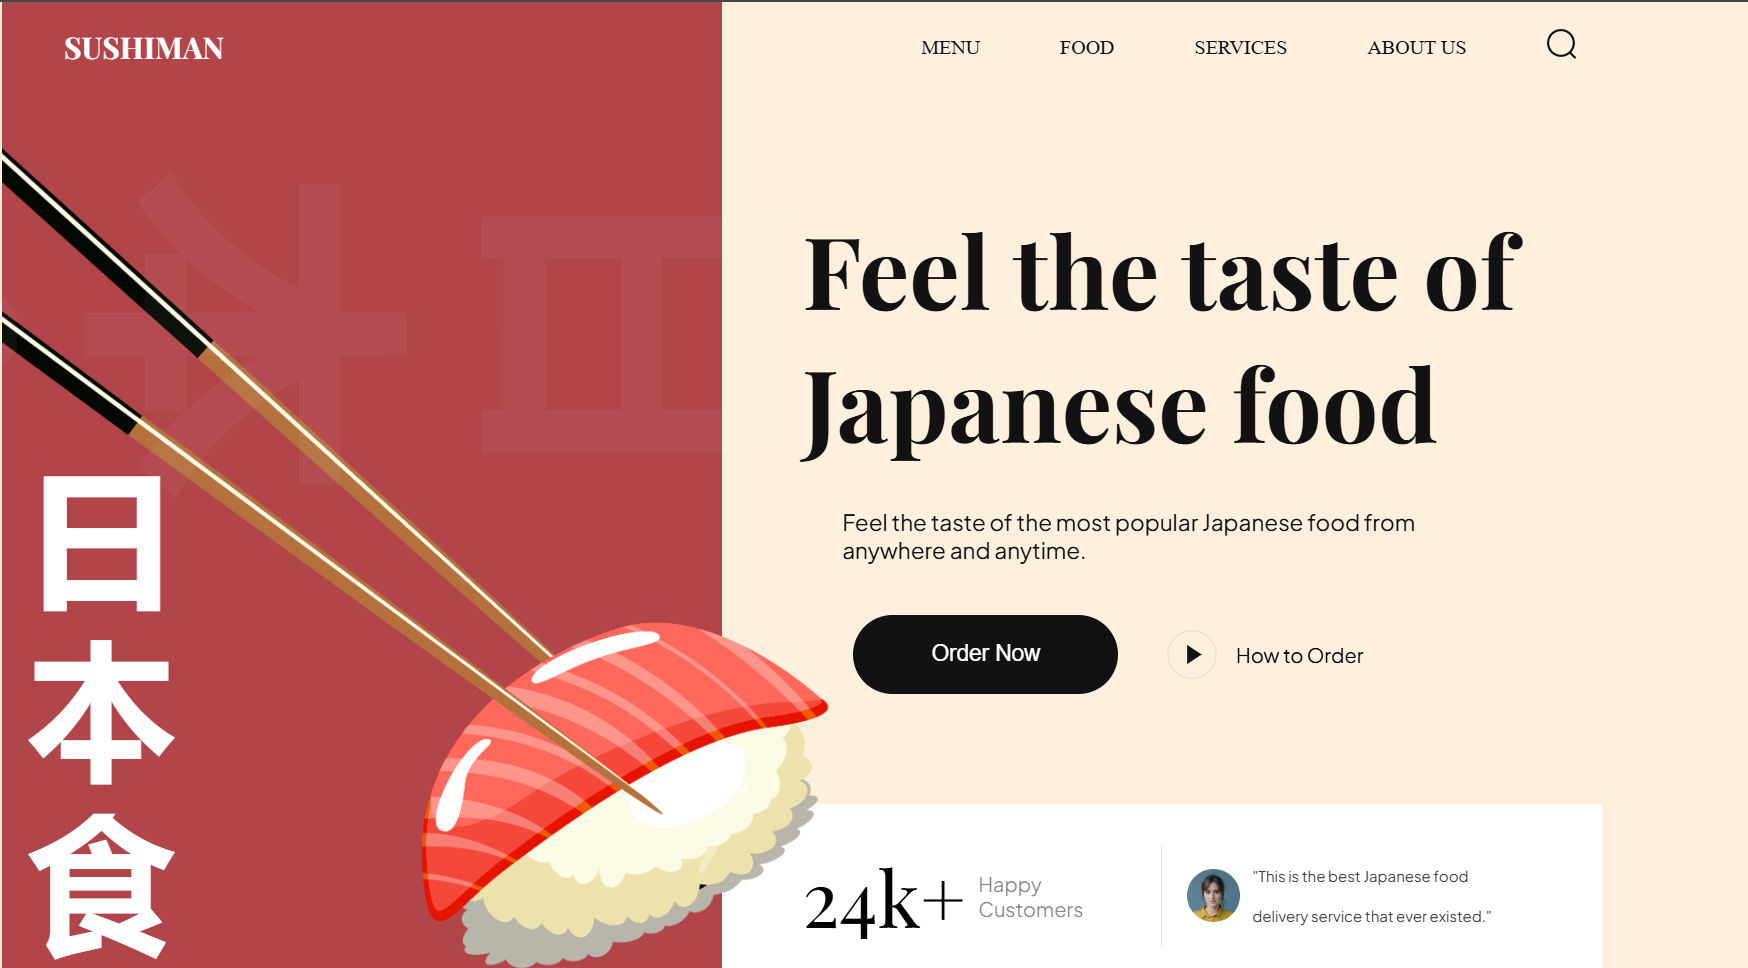 SUSHIMAN
MENU
FOOD
SERVICES
ABOUT US
Feel the taste of
Japanese food
Feel the taste of the most popular Japanese food from
anywhere and anytime.
Order Now
How to Order
日
本
食
24k+
Happy
Customers
"This is the best Japanese food
delivery service that ever existed."